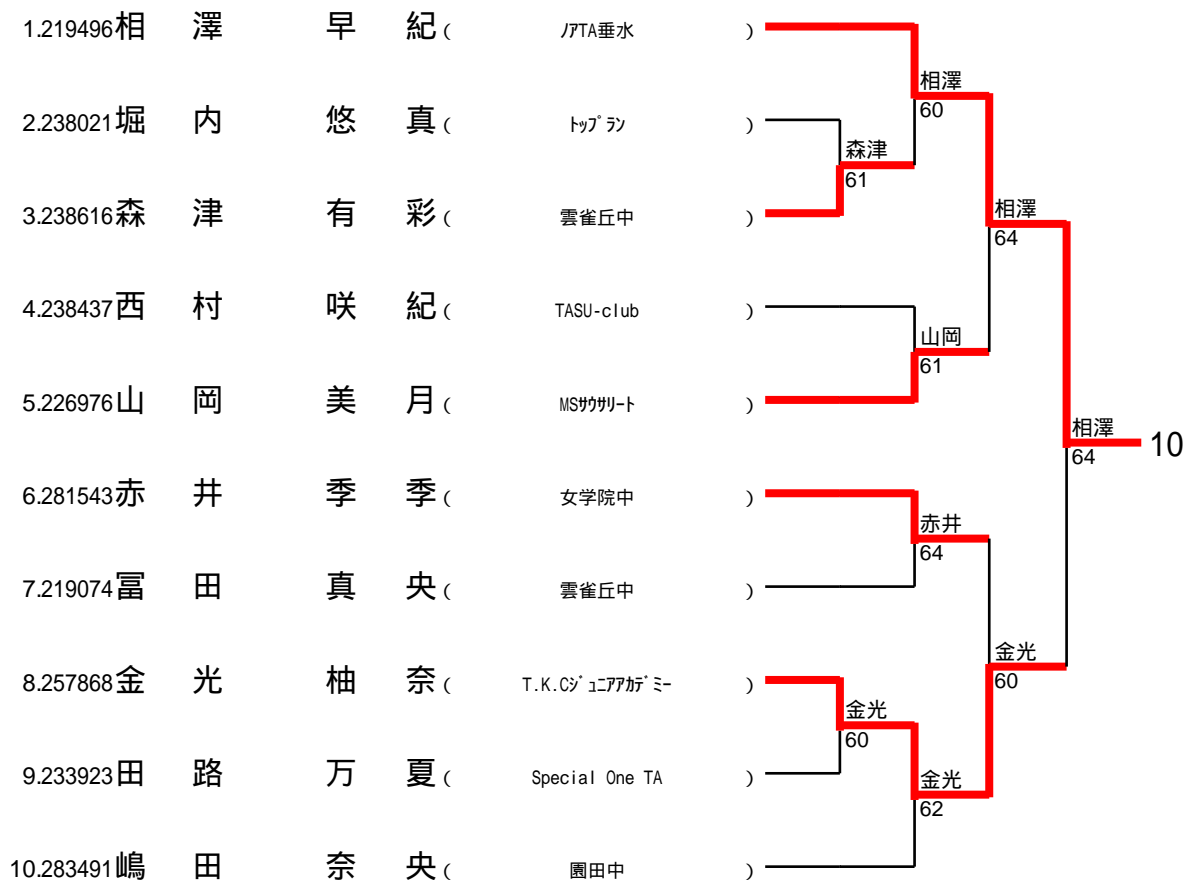 1.219496相澤 早紀(ﾉｱTA垂水)
相澤
60
2.238021堀内 悠真(ﾄｯﾌﾟﾗﾝ)
森津
61
3.238616森津 有彩(雲雀丘中)
相澤
64
4.238437西村 咲紀(TASU-club)
山岡
61
5.226976山岡 美月(MSｻｳｻﾘｰﾄ)
相澤
64
10
6.281543赤井 季季(女学院中)
赤井
64
7.219074冨田 真央(雲雀丘中)
金光
60
8.257868金光 柚奈(T.K.Cｼﾞｭﾆｱｱｶﾃﾞﾐｰ)
金光
60
9.233923田路 万夏(Special One TA)
金光
62
10.283491嶋田 奈央(園田中)